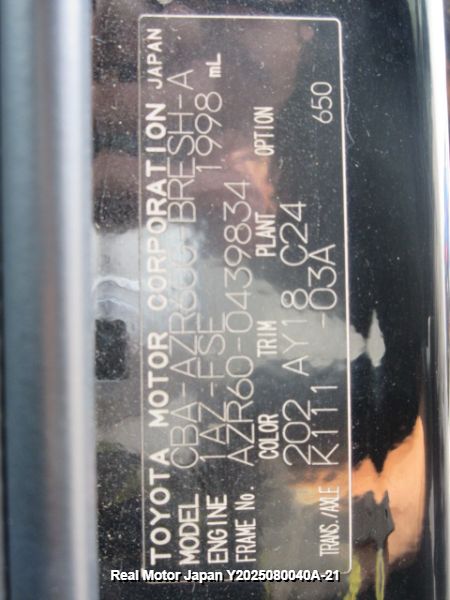 TOYOTA MOTOR CORPORATION JAPAN
MODEL CBA-AZR60G BRESH-A
ENGINE 1AZ-FSE 1998 mL
FRAME No. AZR60-0439834
COLOR TRIM PLANT OPTION
202 AY18 C24 650
TRANS./AXLE K111 -03A
Real Motor Japan Y2025080040A-21